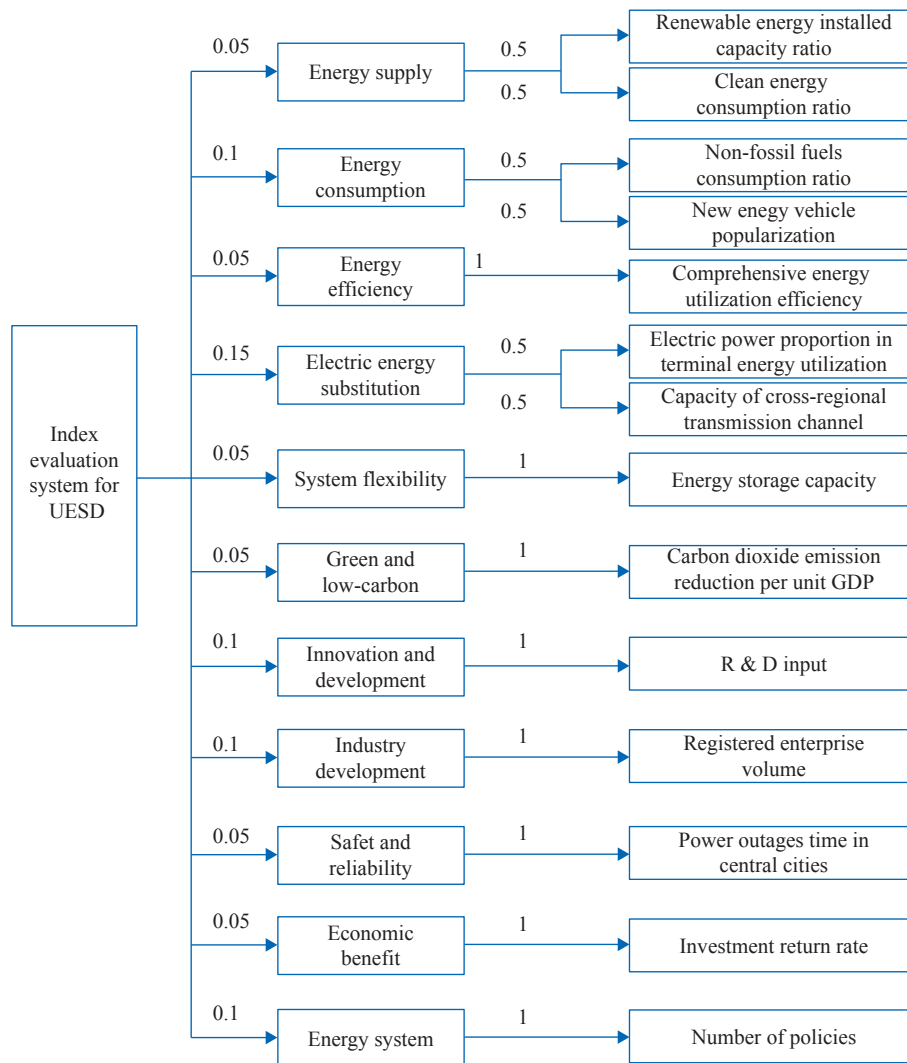 Renewable energy installed
capacity ratio
0.05
0.5
Energy supply
0.5
Clean energy
consumption ratio
0.1
Energy
consumption
0.5
Non-fossil fuels
consumption ratio
0.5
New enegy vehicle
popularization
0.05
Energy
efficiency
1
Comprehensive energy
utilization efficiency
0.15
Electric energy
substitution
0.5
Electric power proportion in
terminal energy utilization
0.5
Capacity of cross-regional
transmission channel
Index
evaluation
system for
UESD
0.05
System flexibility
1
Energy storage capacity
0.05
Green and
low-carbon
1
Carbon dioxide emission
reduction per unit GDP
0.1
Innovation and
development
1
R & D input
0.1
Industry
development
1
Registered enterprise
volume
0.05
Safet and
reliability
1
Power outages time in
central cities
0.05
Economic
benefit
1
Investment return rate
0.1
Energy system
1
Number of policies